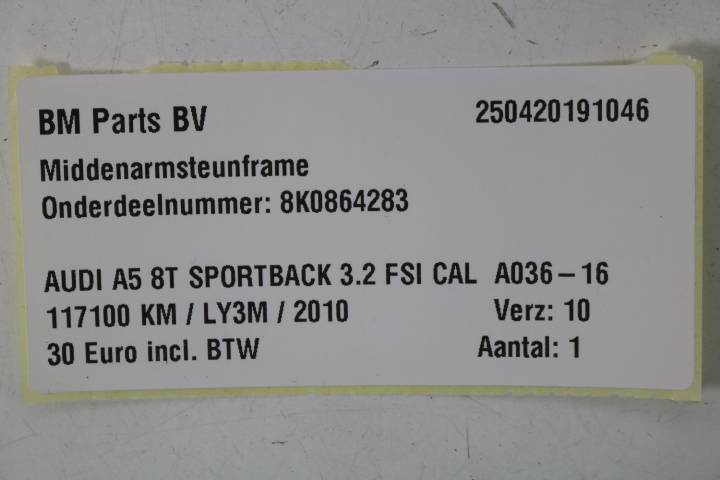 BM Parts BV 250420191046
Middenarmsteunframe
Onderdeelnummer: 8K0864283
AUDI A5 8T SPORTBACK 3.2 FSI CAL A036-16
117100 KM / LY3M / 2010 Verz: 10
30 Euro incl. BTW Aantal: 1